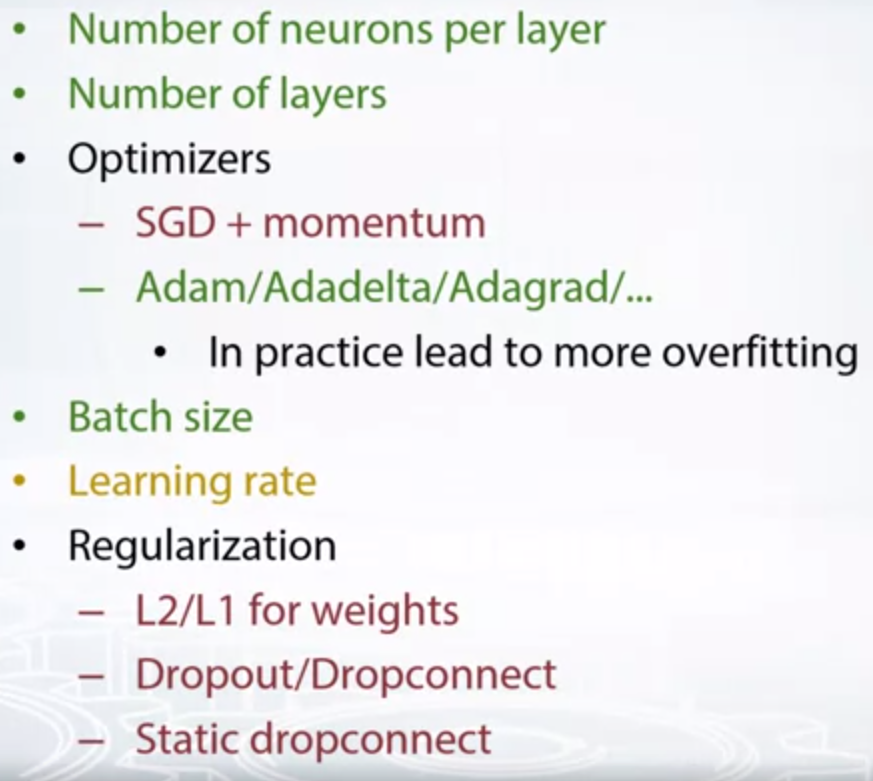 • Number of neurons per layer
• Number of layers
• Optimizers
– SGD + momentum
– Adam/Adadelta/Adagrad/...
• In practice lead to more overfitting
• Batch size
• Learning rate
• Regularization
– L2/L1 for weights
– Dropout/Dropconnect
– Static dropconnect